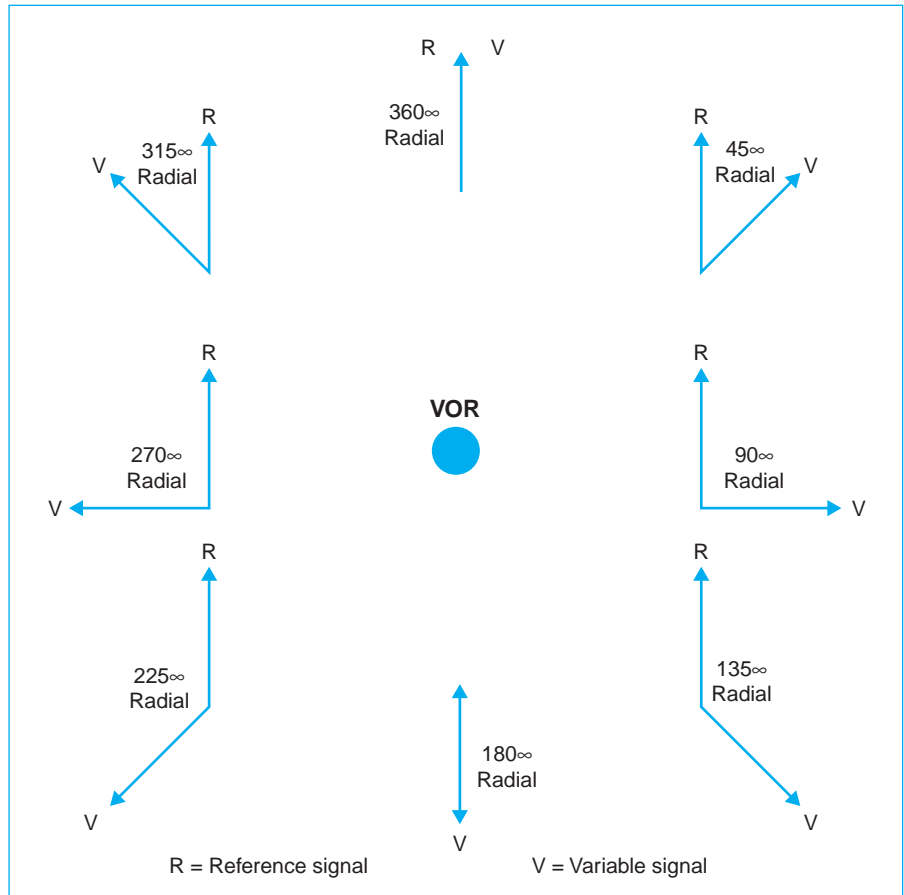 R V
360∞
Radial
R
315∞
Radial
V
R
45∞
Radial
V
R
270∞
Radial
V
VOR
R
90∞
Radial
V
R
225∞
Radial
V
180∞
Radial
V
R
135∞
Radial
V
R = Reference signal
V = Variable signal